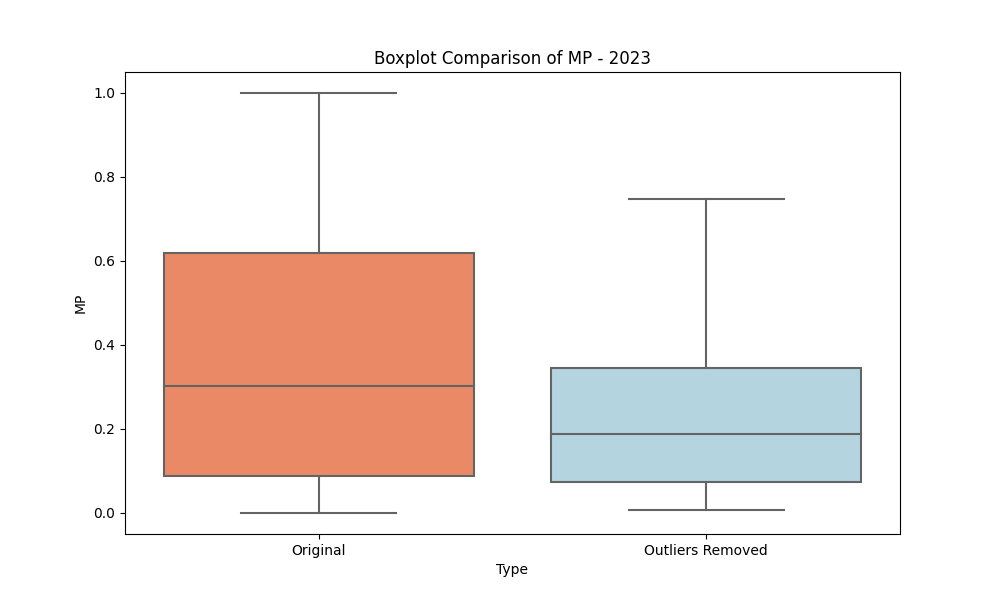 Boxplot Comparison of MP - 2023
1.0
0.8
0.6
0.4
0.2
0.0
MP
Original
Outliers Removed
Type